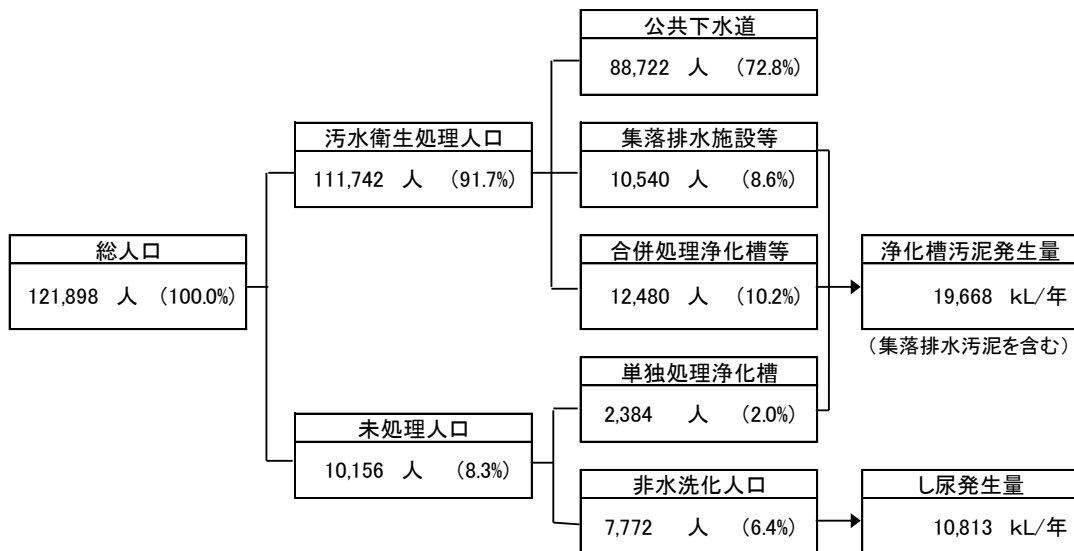 公共下水道
88,722 人 (72.8%)
汚水衛生処理人口
111,742 人 (91.7%)
集落排水施設等
10,540 人 (8.6%)
総人口
121,898 人 (100.0%)
合併処理浄化槽等
12,480 人 (10.2%)
浄化槽汚泥発生量
19,668 kL/年
（集落排水汚泥を含む）
単独処理浄化槽
2,384 人 (2.0%)
未処理人口
10,156 人 (8.3%)
非水洗化人口
7,772 人 (6.4%)
し尿発生量
10,813 kL/年